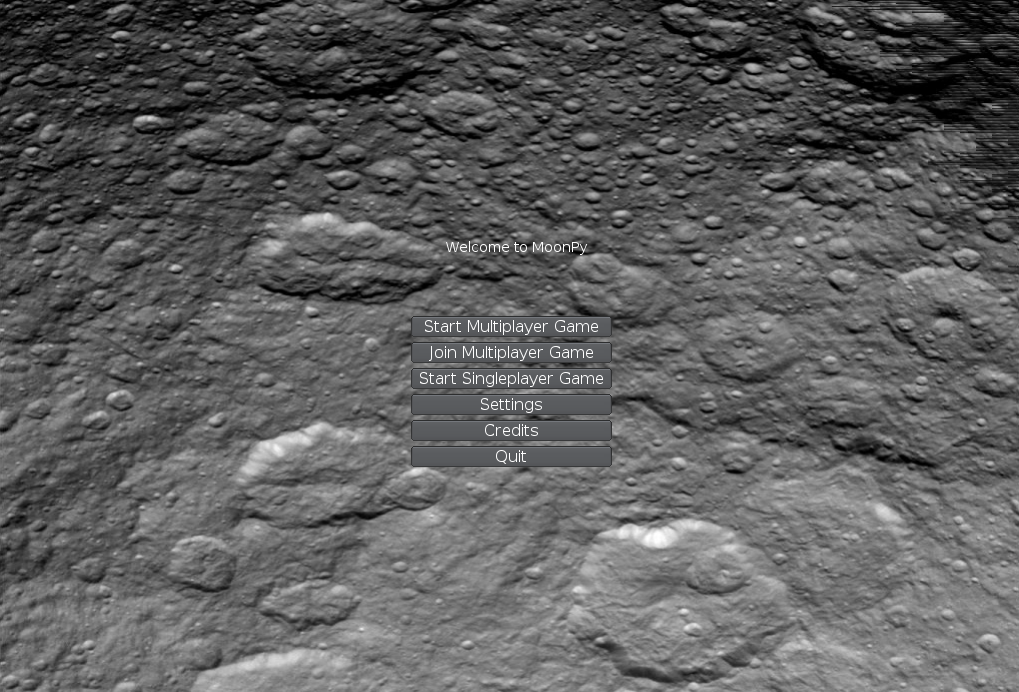 Welcome to MoonPy
Start Multiplayer Game
Join Multiplayer Game
Start Singleplayer Game
Settings
Credits
Quit